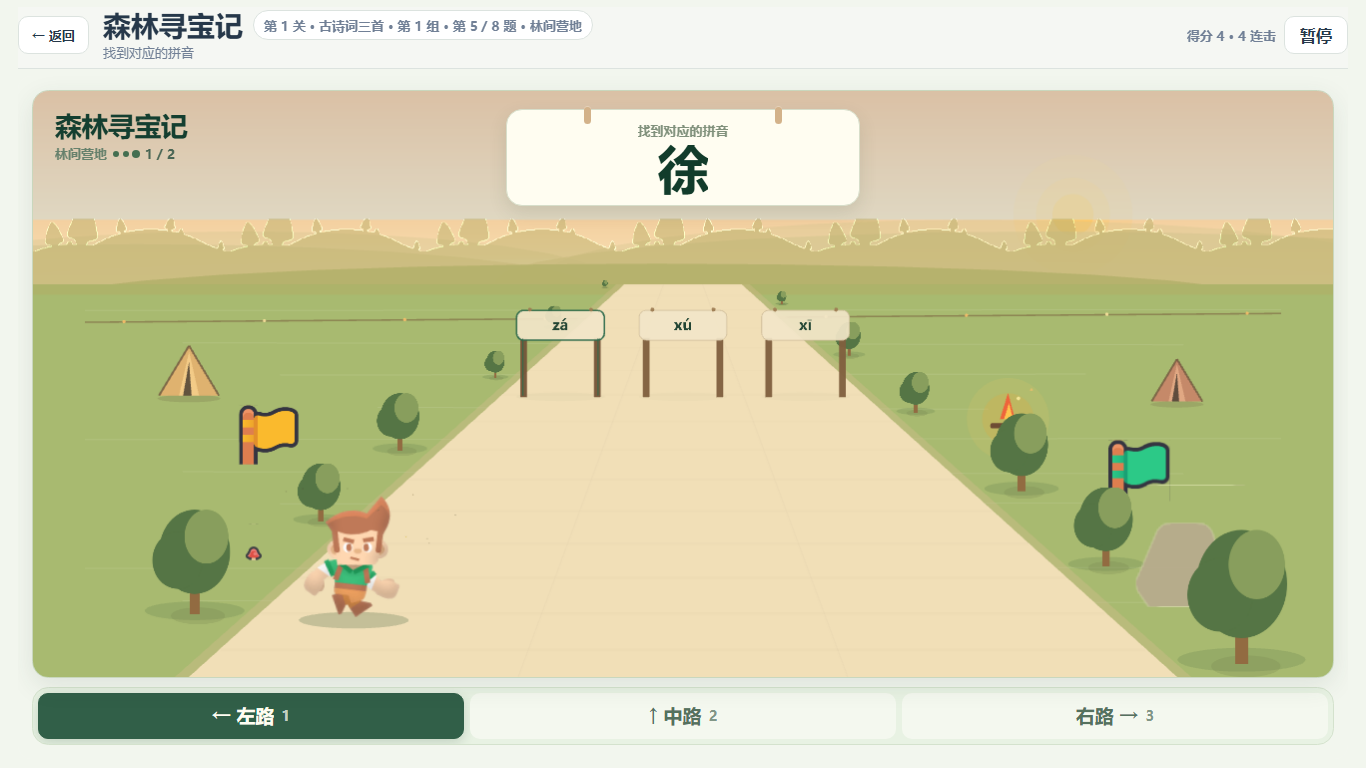 ← 返回
森林寻宝记
第 1 关 • 古诗词三首 • 第 1 组 • 第 5 / 8 题 • 林间营地
找到对应的拼音
得分 4 • 4 连击
暂停
森林寻宝记
林间营地 ●●● 1 / 2
找到对应的拼音
徐
zá
xú
xī
← 左路 1
↑ 中路 2
右路 → 3